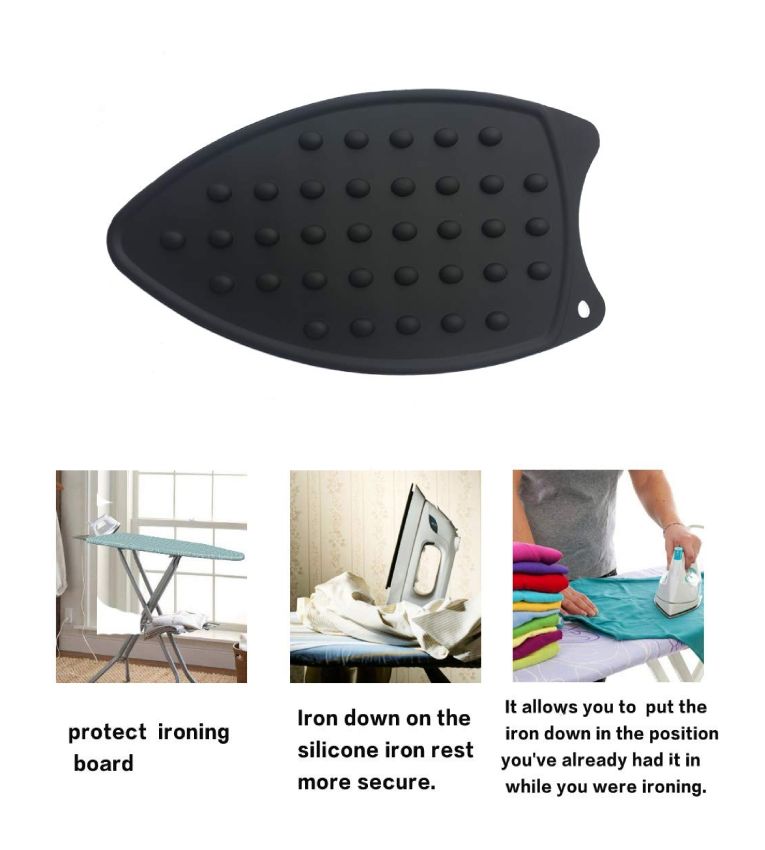 protect ironing
board
Iron down on the
silicone iron rest
more secure.
It allows you to put the
iron down in the position
you've already had it in
while you were ironing.